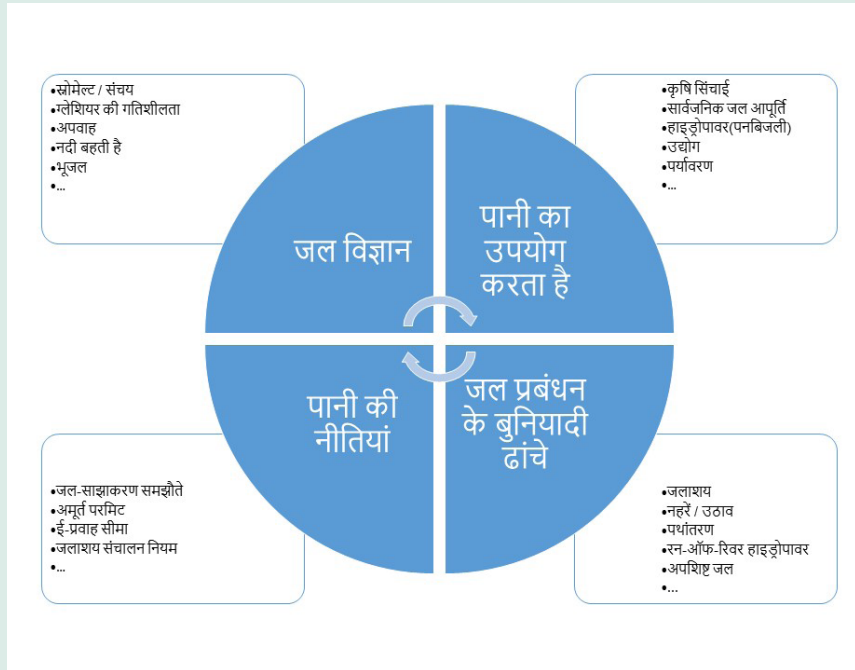 •स्नोमेल्ट / संचय
•ग्लेशियर की गतिशीलता
•अपवाह
•नदी बहती है
•भूजल
•...
•कृषि सिंचाई
•सार्वजनिक जल आपूर्ति
•हाइड्रोपावर(पनबिजली)
•उद्योग
•पर्यावरण
•...
जल विज्ञान
पानी का
उपयोग
करता है
पानी की
नीतियां
जल प्रबंधन
के बुनियादी
ढांचे
•जल-साझाकरण समझौते
•अमूर्त परमिट
•ई-प्रवाह सीमा
•जलाशय संचालन नियम
•...
•जलाशय
•नहरें / उठाव
•पथांतरण
•रन-ऑफ-रिवर हाइड्रोपावर
•अपशिष्ट जल
•...